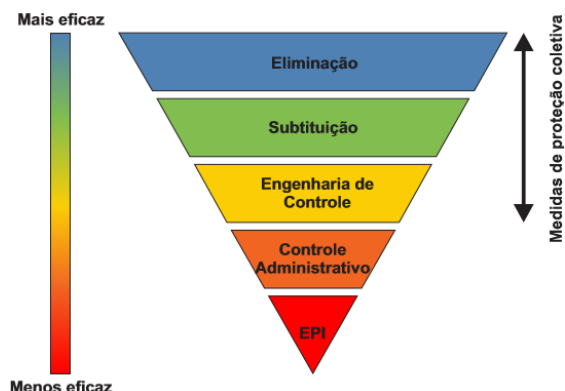 Mais eficaz
Eliminação
Subtituição
Engenharia de
Controle
Controle
Administrativo
EPI
Menos eficaz
Medidas de proteção coletiva